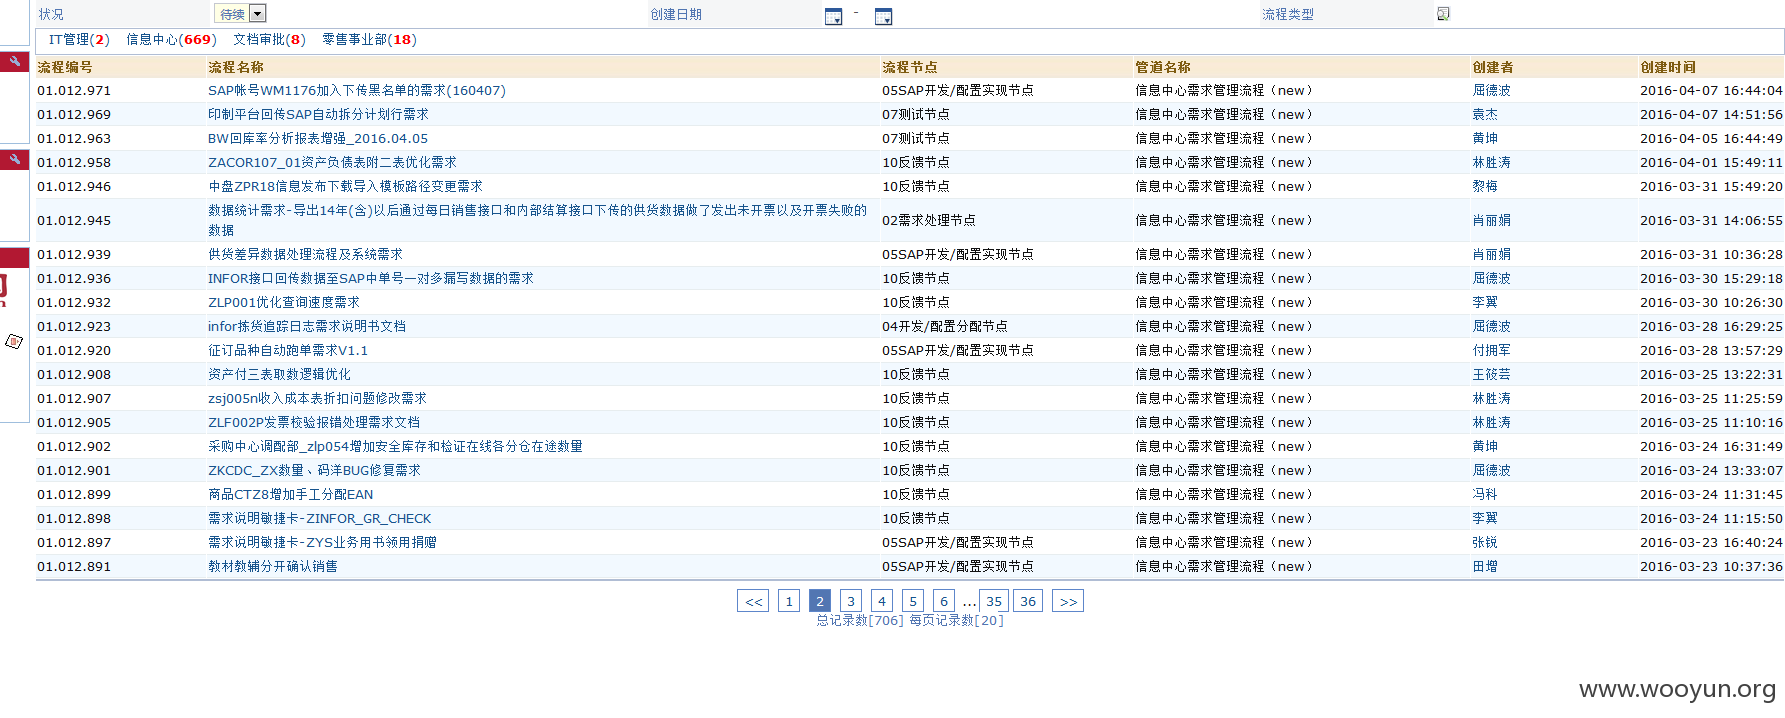 状况 待续 创建日期 - 流程类型
IT管理(2) 信息中心(669) 文档审批(8) 零售事业部(18)
流程编号 流程名称 流程节点 管道名称 创建者 创建时间
01.012.971 SAP帐号WM1176加入下传黑名单的需求(160407) 05SAP开发/配置实现节点 信息中心需求管理流程（new） 屈德波 2016-04-07 16:44:04
01.012.969 印制平台回传SAP自动拆分计划行需求 07测试节点 信息中心需求管理流程（new） 袁杰 2016-04-07 14:51:56
01.012.963 BW回库率分析报表增强_2016.04.05 07测试节点 信息中心需求管理流程（new） 黄坤 2016-04-05 16:44:49
01.012.958 ZACOR107_01资产负债表附二表优化需求 10反馈节点 信息中心需求管理流程（new） 林胜涛 2016-04-01 15:49:11
01.012.946 中盘ZPR18信息发布下载导入模板路径变更需求 10反馈节点 信息中心需求管理流程（new） 黎梅 2016-03-31 15:49:20
01.012.945 数据统计需求-导出14年(含)以后通过每日销售接口和内部结算接口下传的供货数据做了发出未开票以及开票失败的
数据 02需求处理节点 信息中心需求管理流程（new） 肖丽娟 2016-03-31 14:06:55
01.012.939 供货差异数据处理流程及系统需求 05SAP开发/配置实现节点 信息中心需求管理流程（new） 肖丽娟 2016-03-31 10:36:28
01.012.936 INFOR接口回传数据至SAP中单号一对多漏写数据的需求 10反馈节点 信息中心需求管理流程（new） 屈德波 2016-03-30 15:29:18
01.012.932 ZLP001优化查询速度需求 10反馈节点 信息中心需求管理流程（new） 李翼 2016-03-30 10:26:30
01.012.923 infor拣货追踪日志需求说明书文档 04开发/配置分配节点 信息中心需求管理流程（new） 屈德波 2016-03-28 16:29:25
01.012.920 征订品种自动跑单需求V1.1 05SAP开发/配置实现节点 信息中心需求管理流程（new） 付拥军 2016-03-28 13:57:29
01.012.908 资产付三表取数逻辑优化 10反馈节点 信息中心需求管理流程（new） 王筱芸 2016-03-25 13:22:31
01.012.907 zsj005n收入成本表折扣问题修改需求 10反馈节点 信息中心需求管理流程（new） 林胜涛 2016-03-25 11:25:59
01.012.905 ZLF002P发票校验报错处理需求文档 10反馈节点 信息中心需求管理流程（new） 林胜涛 2016-03-25 11:10:16
01.012.902 采购中心调配部_zlp054增加安全库存和检证在线各分仓在途数量 10反馈节点 信息中心需求管理流程（new） 黄坤 2016-03-24 16:31:49
01.012.901 ZKCDC_ZX数量、码洋BUG修复需求 10反馈节点 信息中心需求管理流程（new） 屈德波 2016-03-24 13:33:07
01.012.899 商品CTZ8增加手工分配EAN 10反馈节点 信息中心需求管理流程（new） 冯科 2016-03-24 11:31:45
01.012.898 需求说明敏捷卡-ZINFOR_GR_CHECK 10反馈节点 信息中心需求管理流程（new） 李翼 2016-03-24 11:15:50
01.012.897 需求说明敏捷卡-ZYS业务用书领用捐赠 05SAP开发/配置实现节点 信息中心需求管理流程（new） 张锐 2016-03-23 16:40:24
01.012.891 教材教辅分开确认销售 05SAP开发/配置实现节点 信息中心需求管理流程（new） 田增 2016-03-23 10:37:36
<< 1 2 3 4 5 6 ... 35 36 >>
总记录数[706] 每页记录数[20]
www.wooyun.org